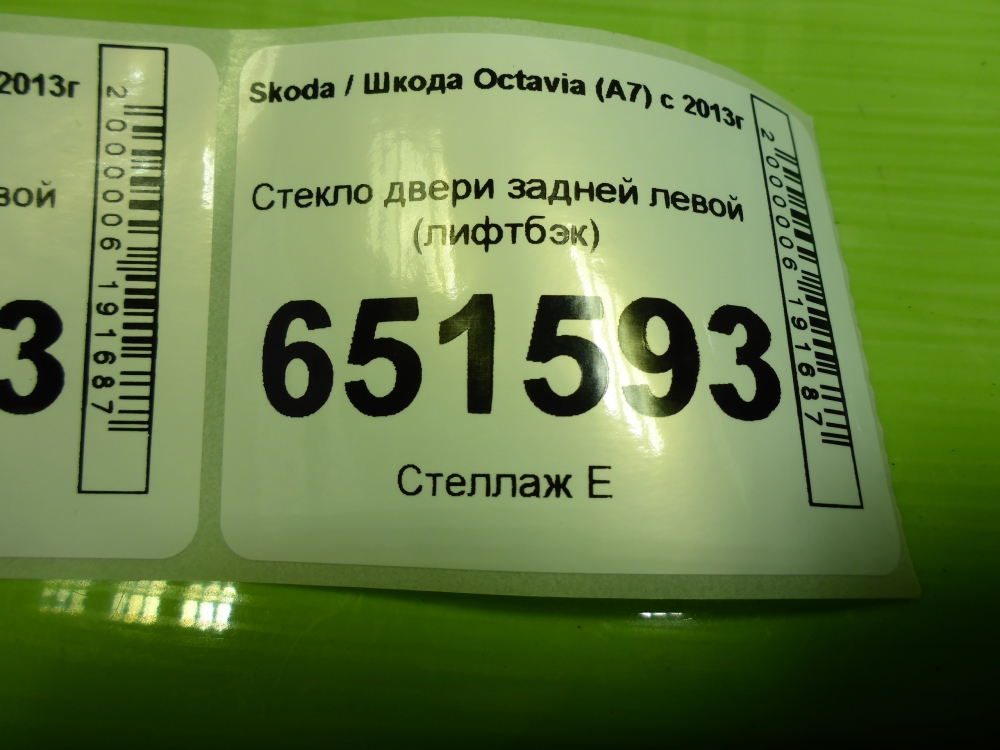 2013г
вой
3
2000006191687
Skoda / Шкода Octavia (A7) с 2013г
Стекло двери задней левой
(лифтбэк)
651593
Стеллаж Е
2000006191687